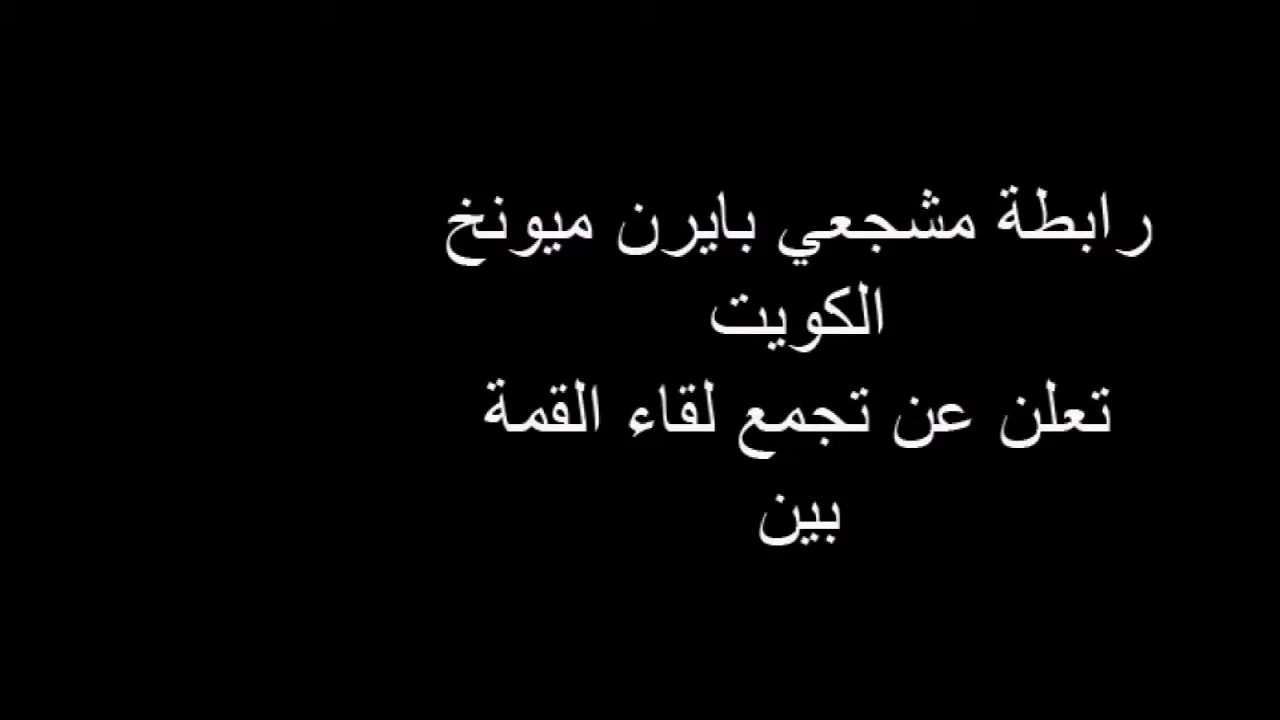 رابطة مشجعي بايرن ميونخ
الكويت
تعلن عن تجمع لقاء القمة
بين